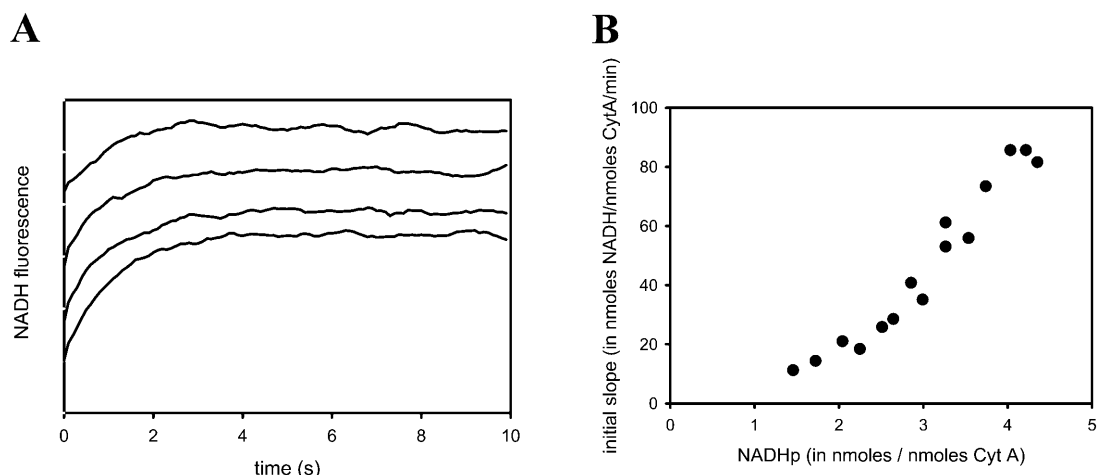 A
NADH fluorescence
0 2 4 6 8 10
time (s)
B
initial slope (in nmoles NADH/nmoles CytA/min)
100
80
60
40
20
0
0 1 2 3 4 5
NADHp (in nmoles / nmoles Cyt A)